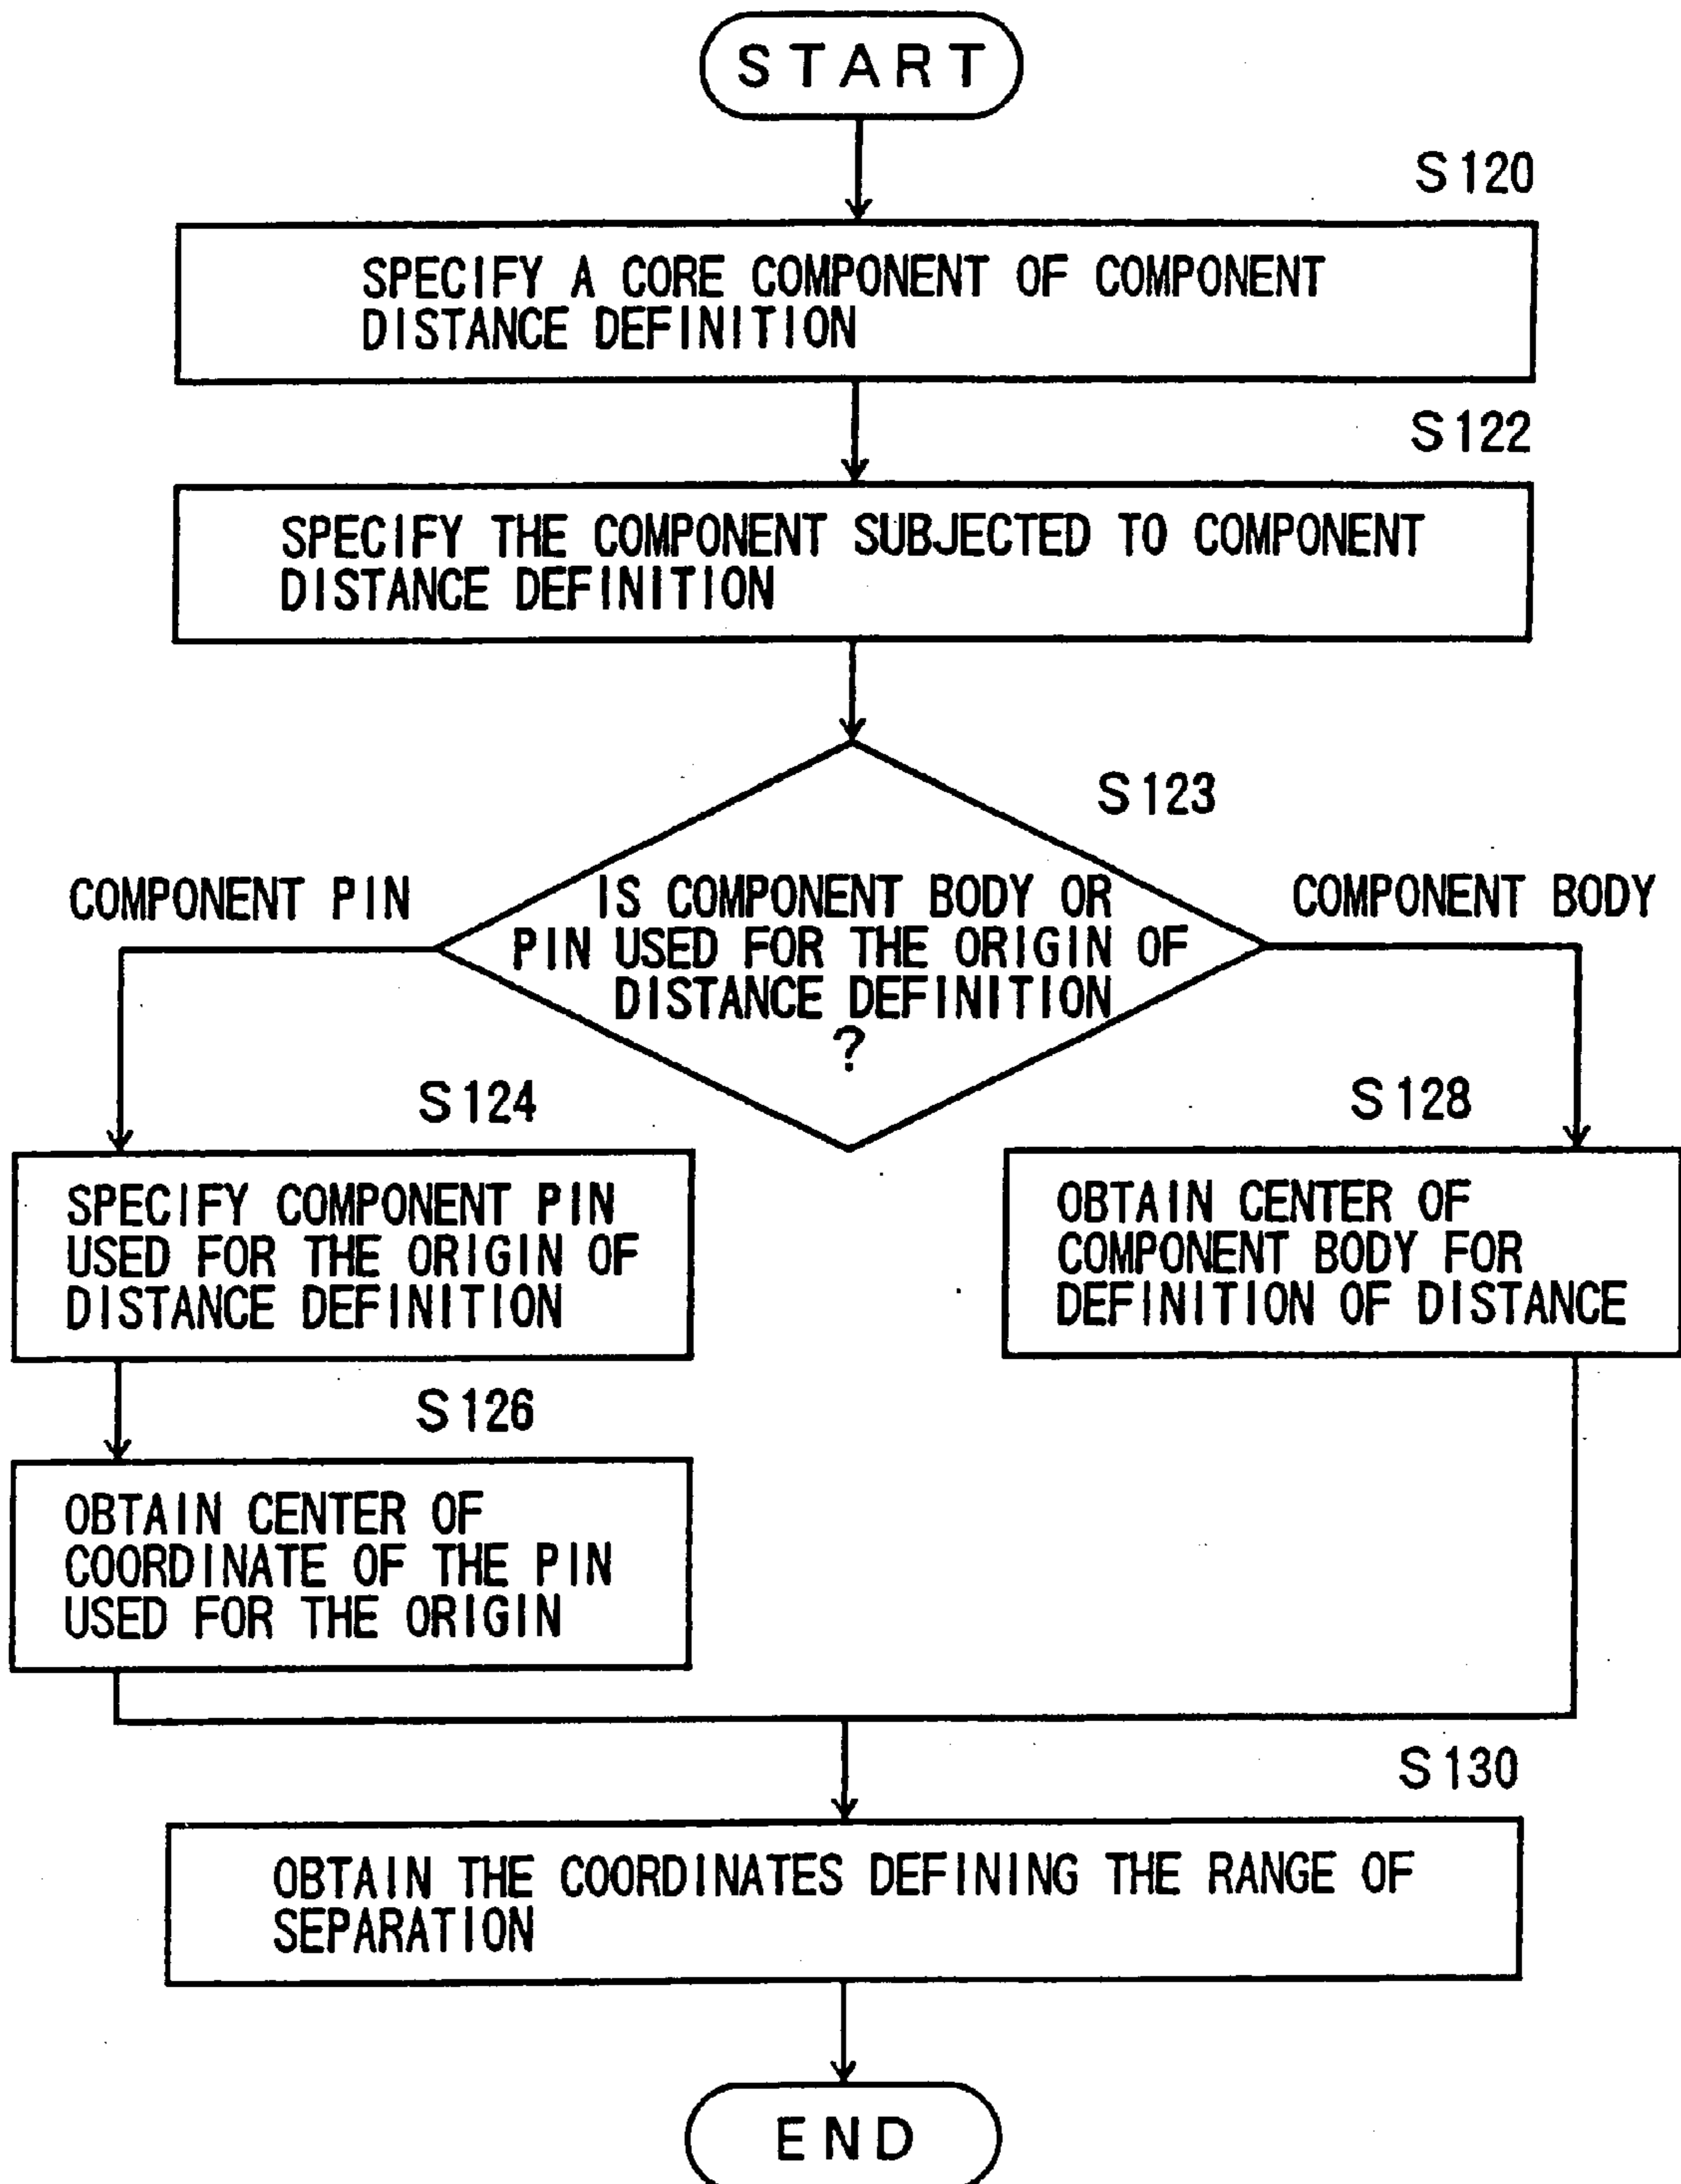 START
S120
SPECIFY A CORE COMPONENT OF COMPONENT
DISTANCE DEFINITION
S122
SPECIFY THE COMPONENT SUBJECTED TO COMPONENT
DISTANCE DEFINITION
S123
COMPONENT PIN
IS COMPONENT BODY OR
PIN USED FOR THE ORIGIN OF
DISTANCE DEFINITION
?
COMPONENT BODY
S124
SPECIFY COMPONENT PIN
USED FOR THE ORIGIN OF
DISTANCE DEFINITION
S128
OBTAIN CENTER OF
COMPONENT BODY FOR
DEFINITION OF DISTANCE
S126
OBTAIN CENTER OF
COORDINATE OF THE PIN
USED FOR THE ORIGIN
S130
OBTAIN THE COORDINATES DEFINING THE RANGE OF
SEPARATION
END